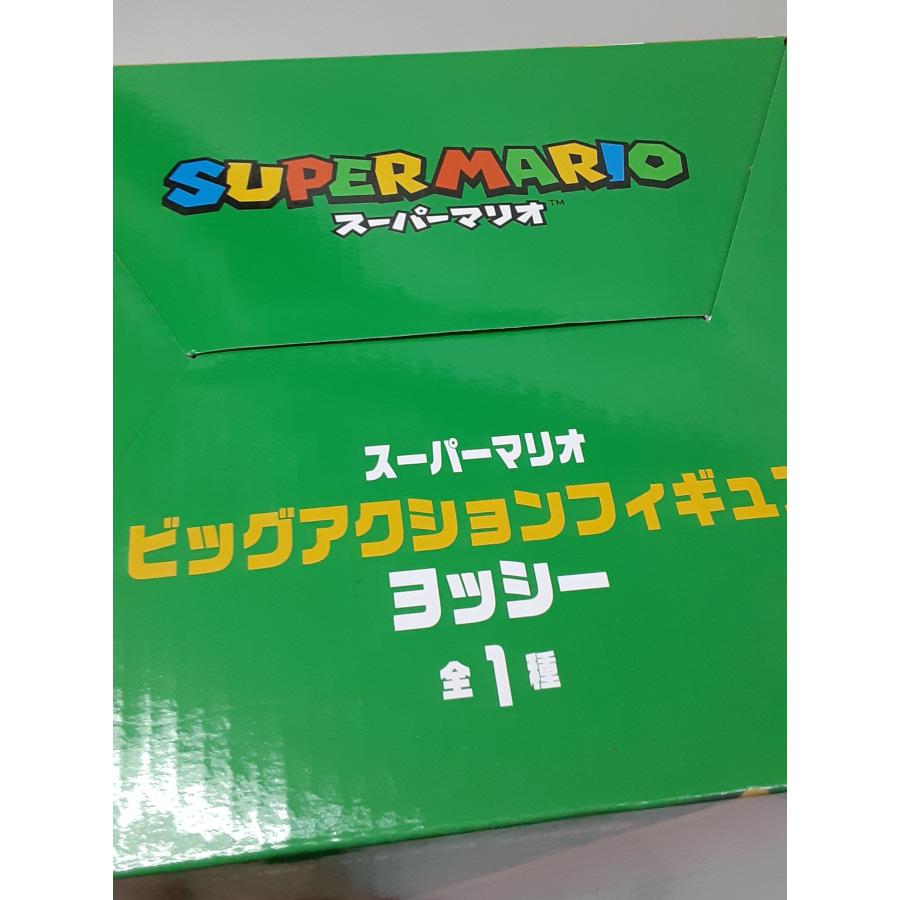 SUPER MARIO
スーパーマリオ™
スーパーマリオ
ビッグアクションフィギュ
ヨッシー
全1種